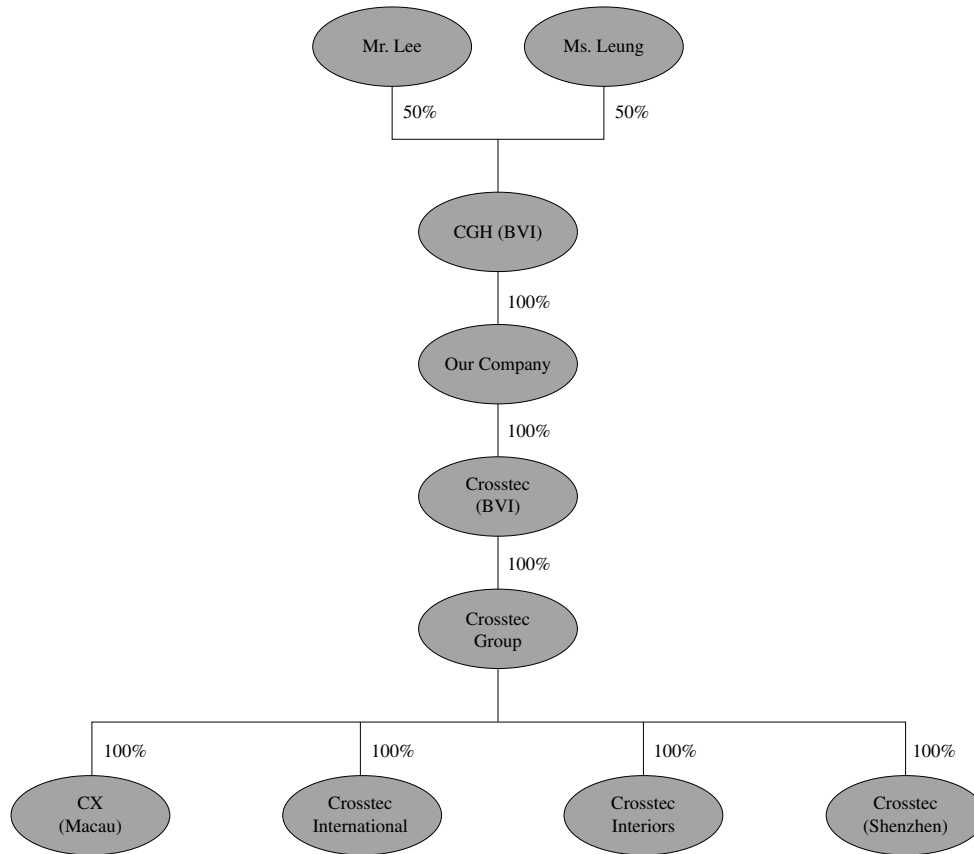 Mr. Lee
Ms. Leung
50%
50%
CGH (BVI)
100%
Our Company
100%
Crosstec
(BVI)
100%
Crosstec
Group
100%
100%
100%
100%
CX
(Macau)
Crosstec
International
Crosstec
Interiors
Crosstec
(Shenzhen)